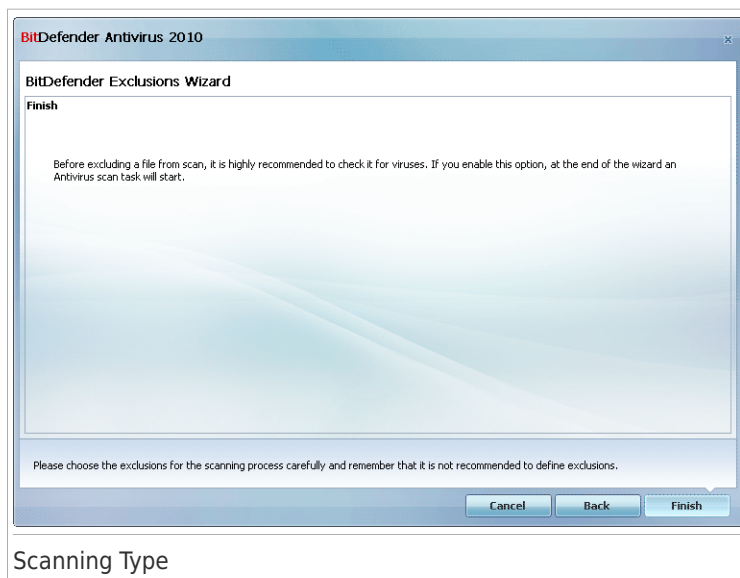 BitDefender Antivirus 2010
x
BitDefender Exclusions Wizard
Finish
Before excluding a file from scan, it is highly recommended to check it for viruses. If you enable this option, at the end of the wizard an
Antivirus scan task will start.
Please choose the exclusions for the scanning process carefully and remember that it is not recommended to define exclusions.
Cancel Back Finish
Scanning Type